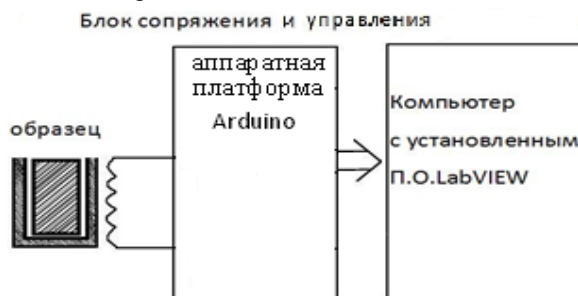 Блок сопряжения и управления
аппаратная
платформа
Arduino
образец
Компьютер
с установленным
П.О.LabVIEW